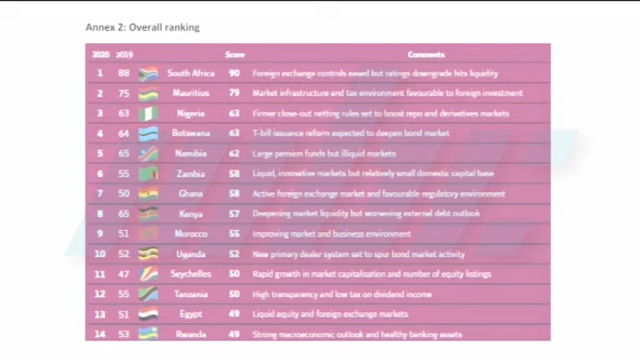 Annex 2: Overall ranking
2020 2019 Score Comments
1 88 South Africa 90 Foreign exchange controls eased but ratings downgrade hits liquidity
2 75 Mauritius 79 Market infrastructure and tax environment favourable to foreign investment
3 63 Nigeria 63 Firmer close-out netting rules set to boost repo and derivatives markets
4 64 Botswana 63 T-bill issuance reform expected to deepen bond market
5 65 Namibia 62 Large pension funds but illiquid markets
6 55 Zambia 58 Liquid, innovative markets but relatively small domestic capital base
7 50 Ghana 58 Active foreign exchange market and favourable regulatory environment
8 65 Kenya 57 Deepening market liquidity but worsening external debt outlook
9 51 Morocco 55 Improving market and business environment
10 52 Uganda 52 New primary dealer system set to spur bond market activity
11 47 Seychelles 50 Rapid growth in market capitalisation and number of equity listings
12 55 Tanzania 50 High transparency and low tax on dividend income
13 51 Egypt 49 Liquid equity and foreign exchange markets
14 53 Rwanda 49 Strong macroeconomic outlook and healthy banking assets